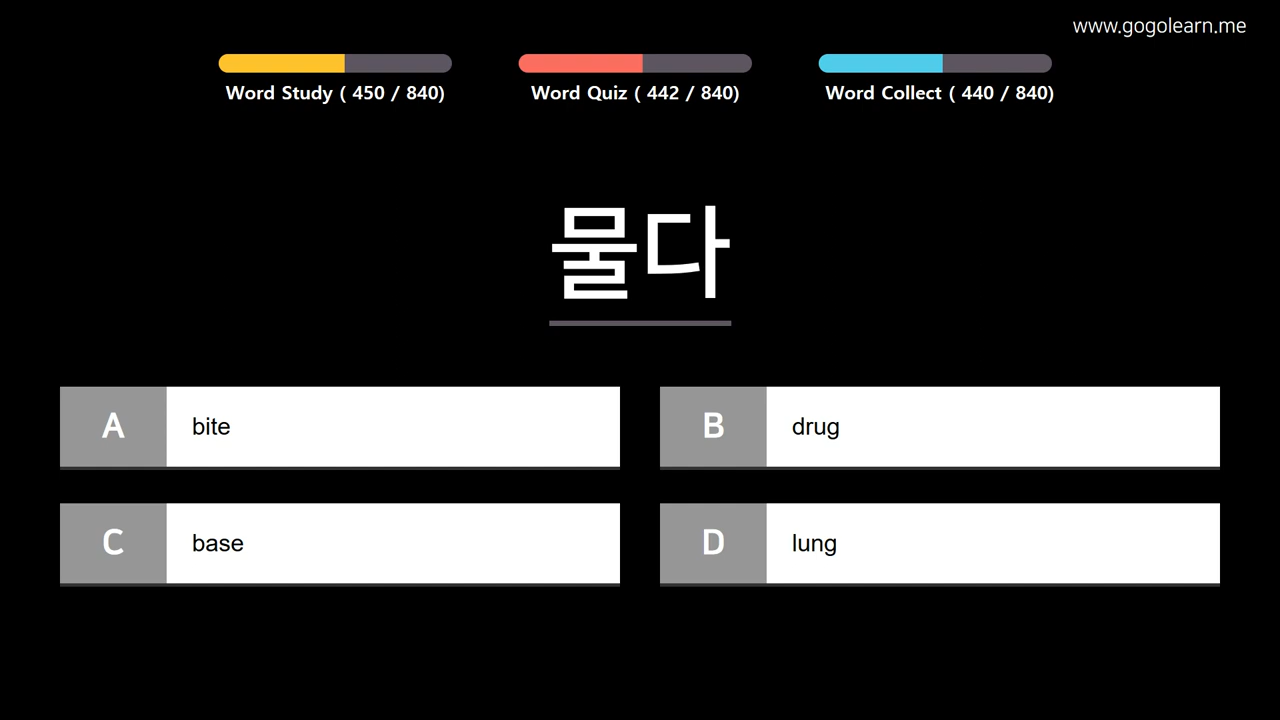 www.gogolearn.me
Word Study ( 450 / 840)
Word Quiz ( 442 / 840)
Word Collect ( 440 / 840)
물다
A bite
B drug
C base
D lung